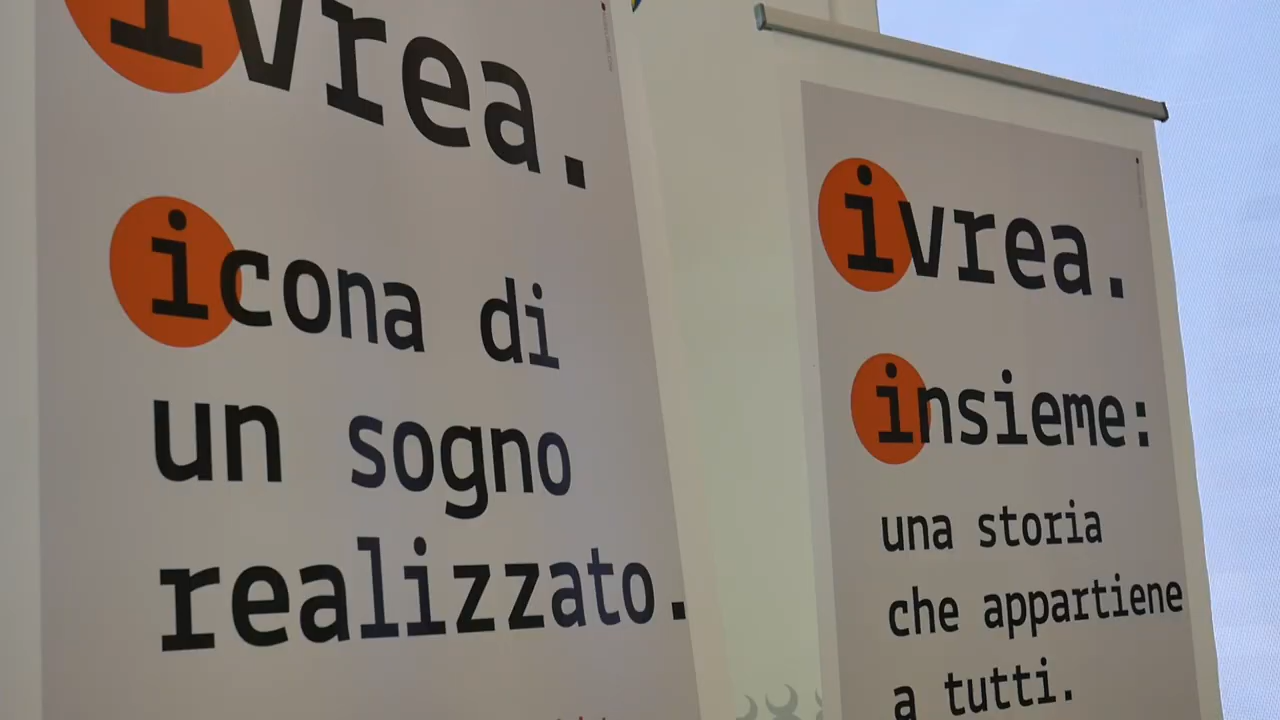 ivrea.
icona di
un sogno
realizzato.
ivrea.
insieme:
una storia
che appartiene
a tutti.